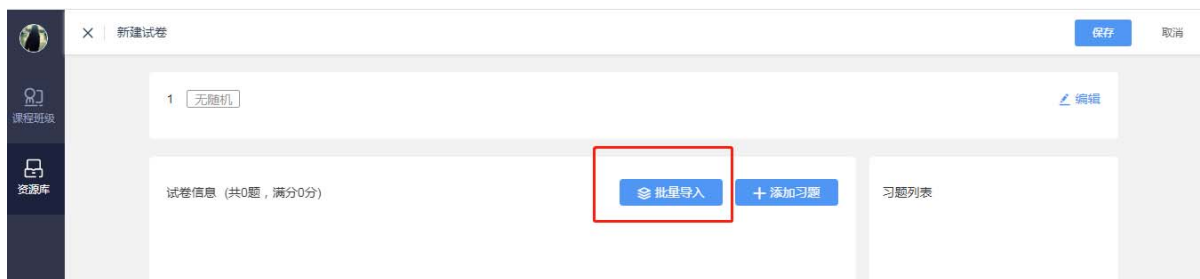 新建试卷
保存
取消
课程班级
1 无随机
编辑
资源库
试卷信息（共0题，满分0分）
批量导入
添加习题
习题列表